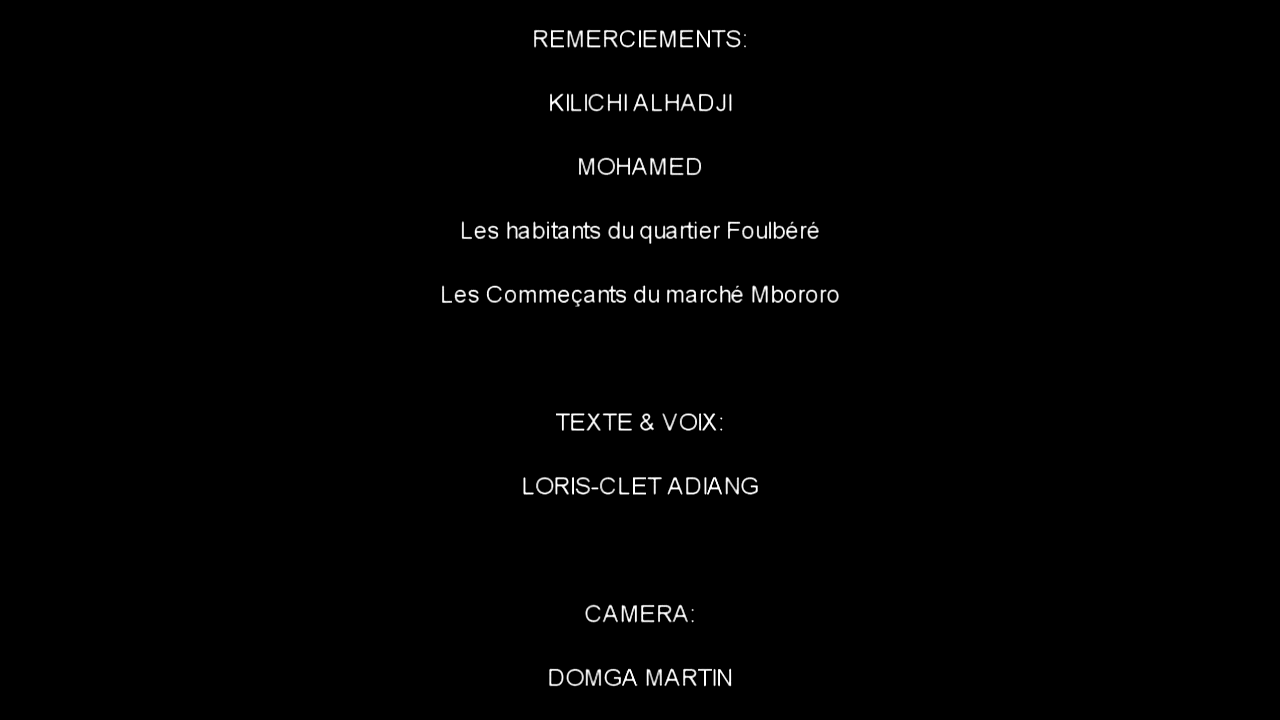 REMERCIEMENTS:
KILICHI ALHADJI
MOHAMED
Les habitants du quartier Foulbéré
Les Commeçants du marché Mbororo
TEXTE & VOIX:
LORIS-CLET ADIANG
CAMERA:
DOMGA MARTIN